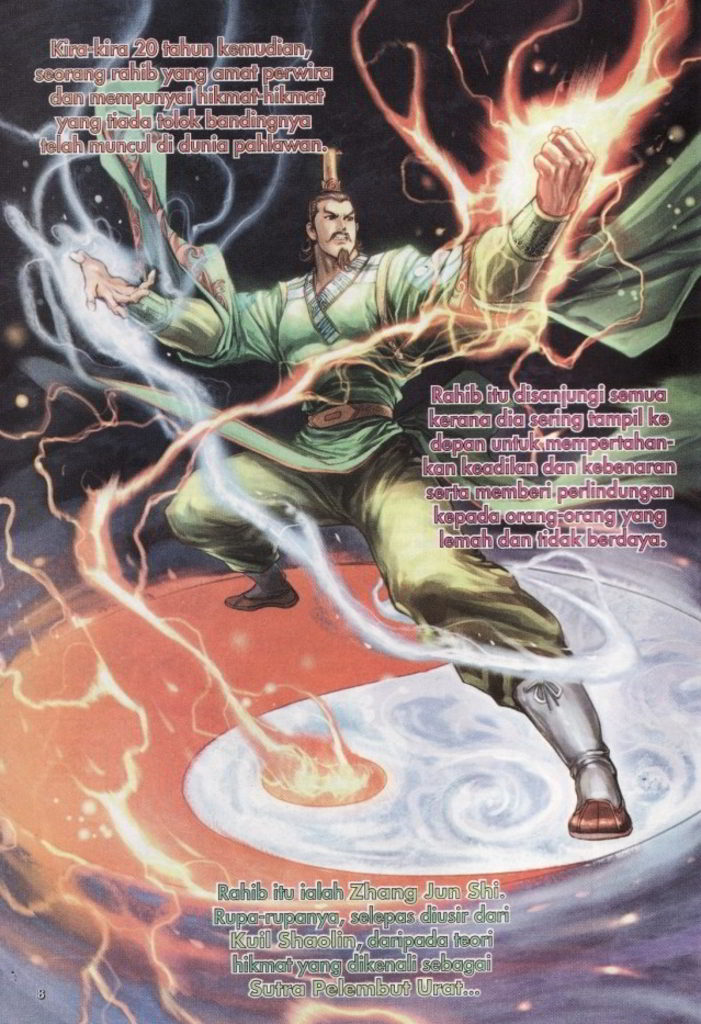 Kira-kira 20 tahun kemudian,
seorang rahib yang amat perwira
dan mempunyai hikmat-hikmat
yang tiada tolok bandingnya
telah muncul di dunia pahlawan.
Rahib itu disanjungi semua
kerana dia sering tampil ke
depan untuk mempertahan-
kan keadilan dan kebenaran
serta memberi perlindungan
kepada orang-orang yang
lemah dan tidak berdaya.
Rahib itu ialah Zhang Jun Shi.
Rupa-rupanya, selepas diusir dari
Kuil Shaolin, daripada teori
hikmat yang dikenali sebagai
Sutra Pelembut Urat...
8